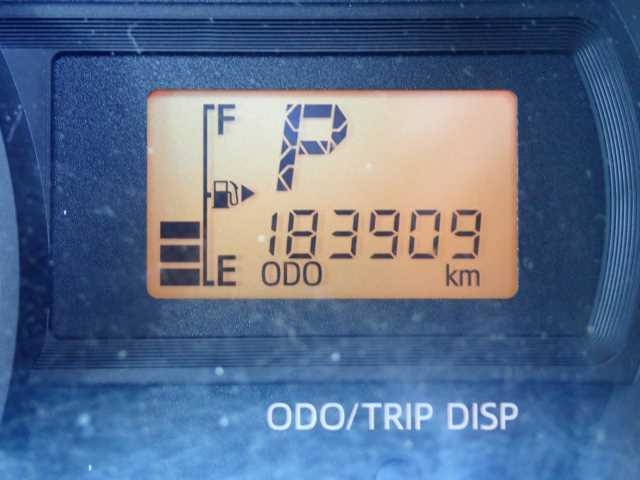 F
P
183909
E ODO km
ODO/TRIP DISP